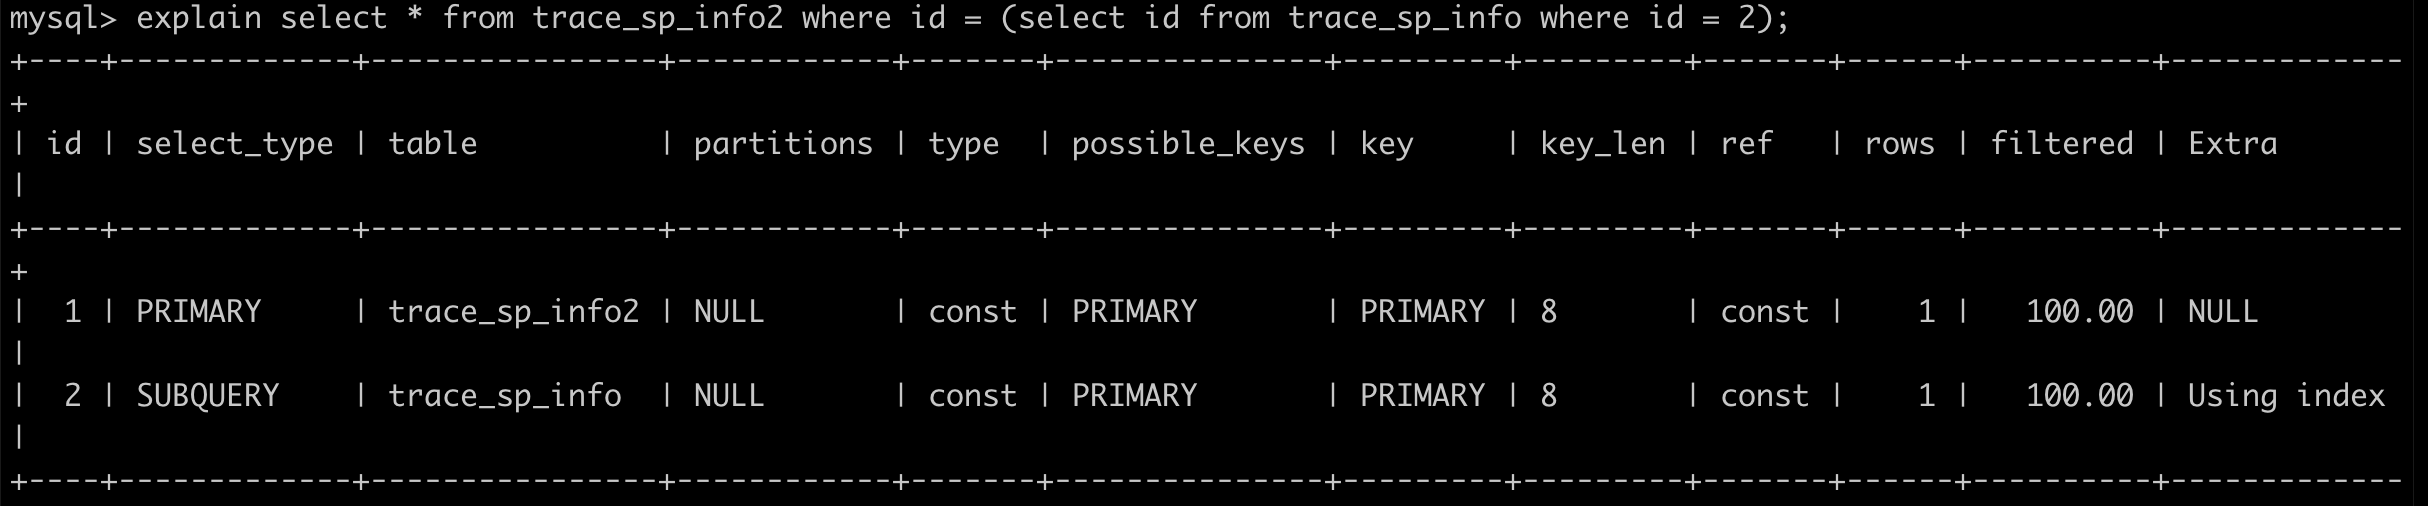 mysql> explain select * from trace_sp_info2 where id = (select id from trace_sp_info where id = 2);
+----+-------------+----------------+------------+-------+---------------+---------+---------+-------+------+----------+-------------
+
| id | select_type | table          | partitions | type  | possible_keys | key     | key_len | ref   | rows | filtered | Extra
|
+----+-------------+----------------+------------+-------+---------------+---------+---------+-------+------+----------+-------------
+
|  1 | PRIMARY     | trace_sp_info2 | NULL       | const | PRIMARY       | PRIMARY | 8       | const |    1 |   100.00 | NULL
|
|  2 | SUBQUERY    | trace_sp_info  | NULL       | const | PRIMARY       | PRIMARY | 8       | const |    1 |   100.00 | Using index
|
+----+-------------+----------------+------------+-------+---------------+---------+---------+-------+------+----------+-------------